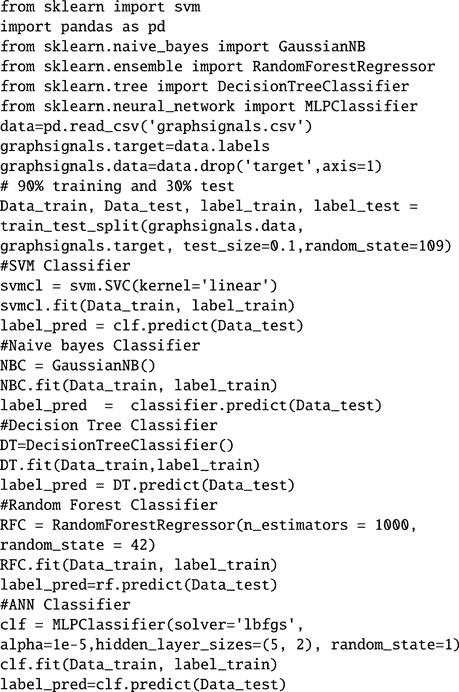 from sklearn import svm
import pandas as pd
from sklearn.naive_bayes import GaussianNB
from sklearn.ensemble import RandomForestRegressor
from sklearn.tree import DecisionTreeClassifier
from sklearn.neural_network import MLPClassifier
data=pd.read_csv('graphsignals.csv')
graphsignals.target=data.labels
graphsignals.data=data.drop('target',axis=1)
# 90% training and 30% test
Data_train, Data_test, label_train, label_test =
train_test_split(graphsignals.data,
graphsignals.target, test_size=0.1,random_state=109)
#SVM Classifier
svmcl = svm.SVC(kernel='linear')
svmcl.fit(Data_train, label_train)
label_pred = clf.predict(Data_test)
#Naive bayes Classifier
NBC = GaussianNB()
NBC.fit(Data_train, label_train)
label_pred = classifier.predict(Data_test)
#Decision Tree Classifier
DT=DecisionTreeClassifier()
DT.fit(Data_train,label_train)
label_pred = DT.predict(Data_test)
#Random Forest Classifier
RFC = RandomForestRegressor(n_estimators = 1000,
random_state = 42)
RFC.fit(Data_train, label_train)
label_pred=rf.predict(Data_test)
#ANN Classifier
clf = MLPClassifier(solver='lbfgs',
alpha=1e-5,hidden_layer_sizes=(5, 2), random_state=1)
clf.fit(Data_train, label_train)
label_pred=clf.predict(Data_test)